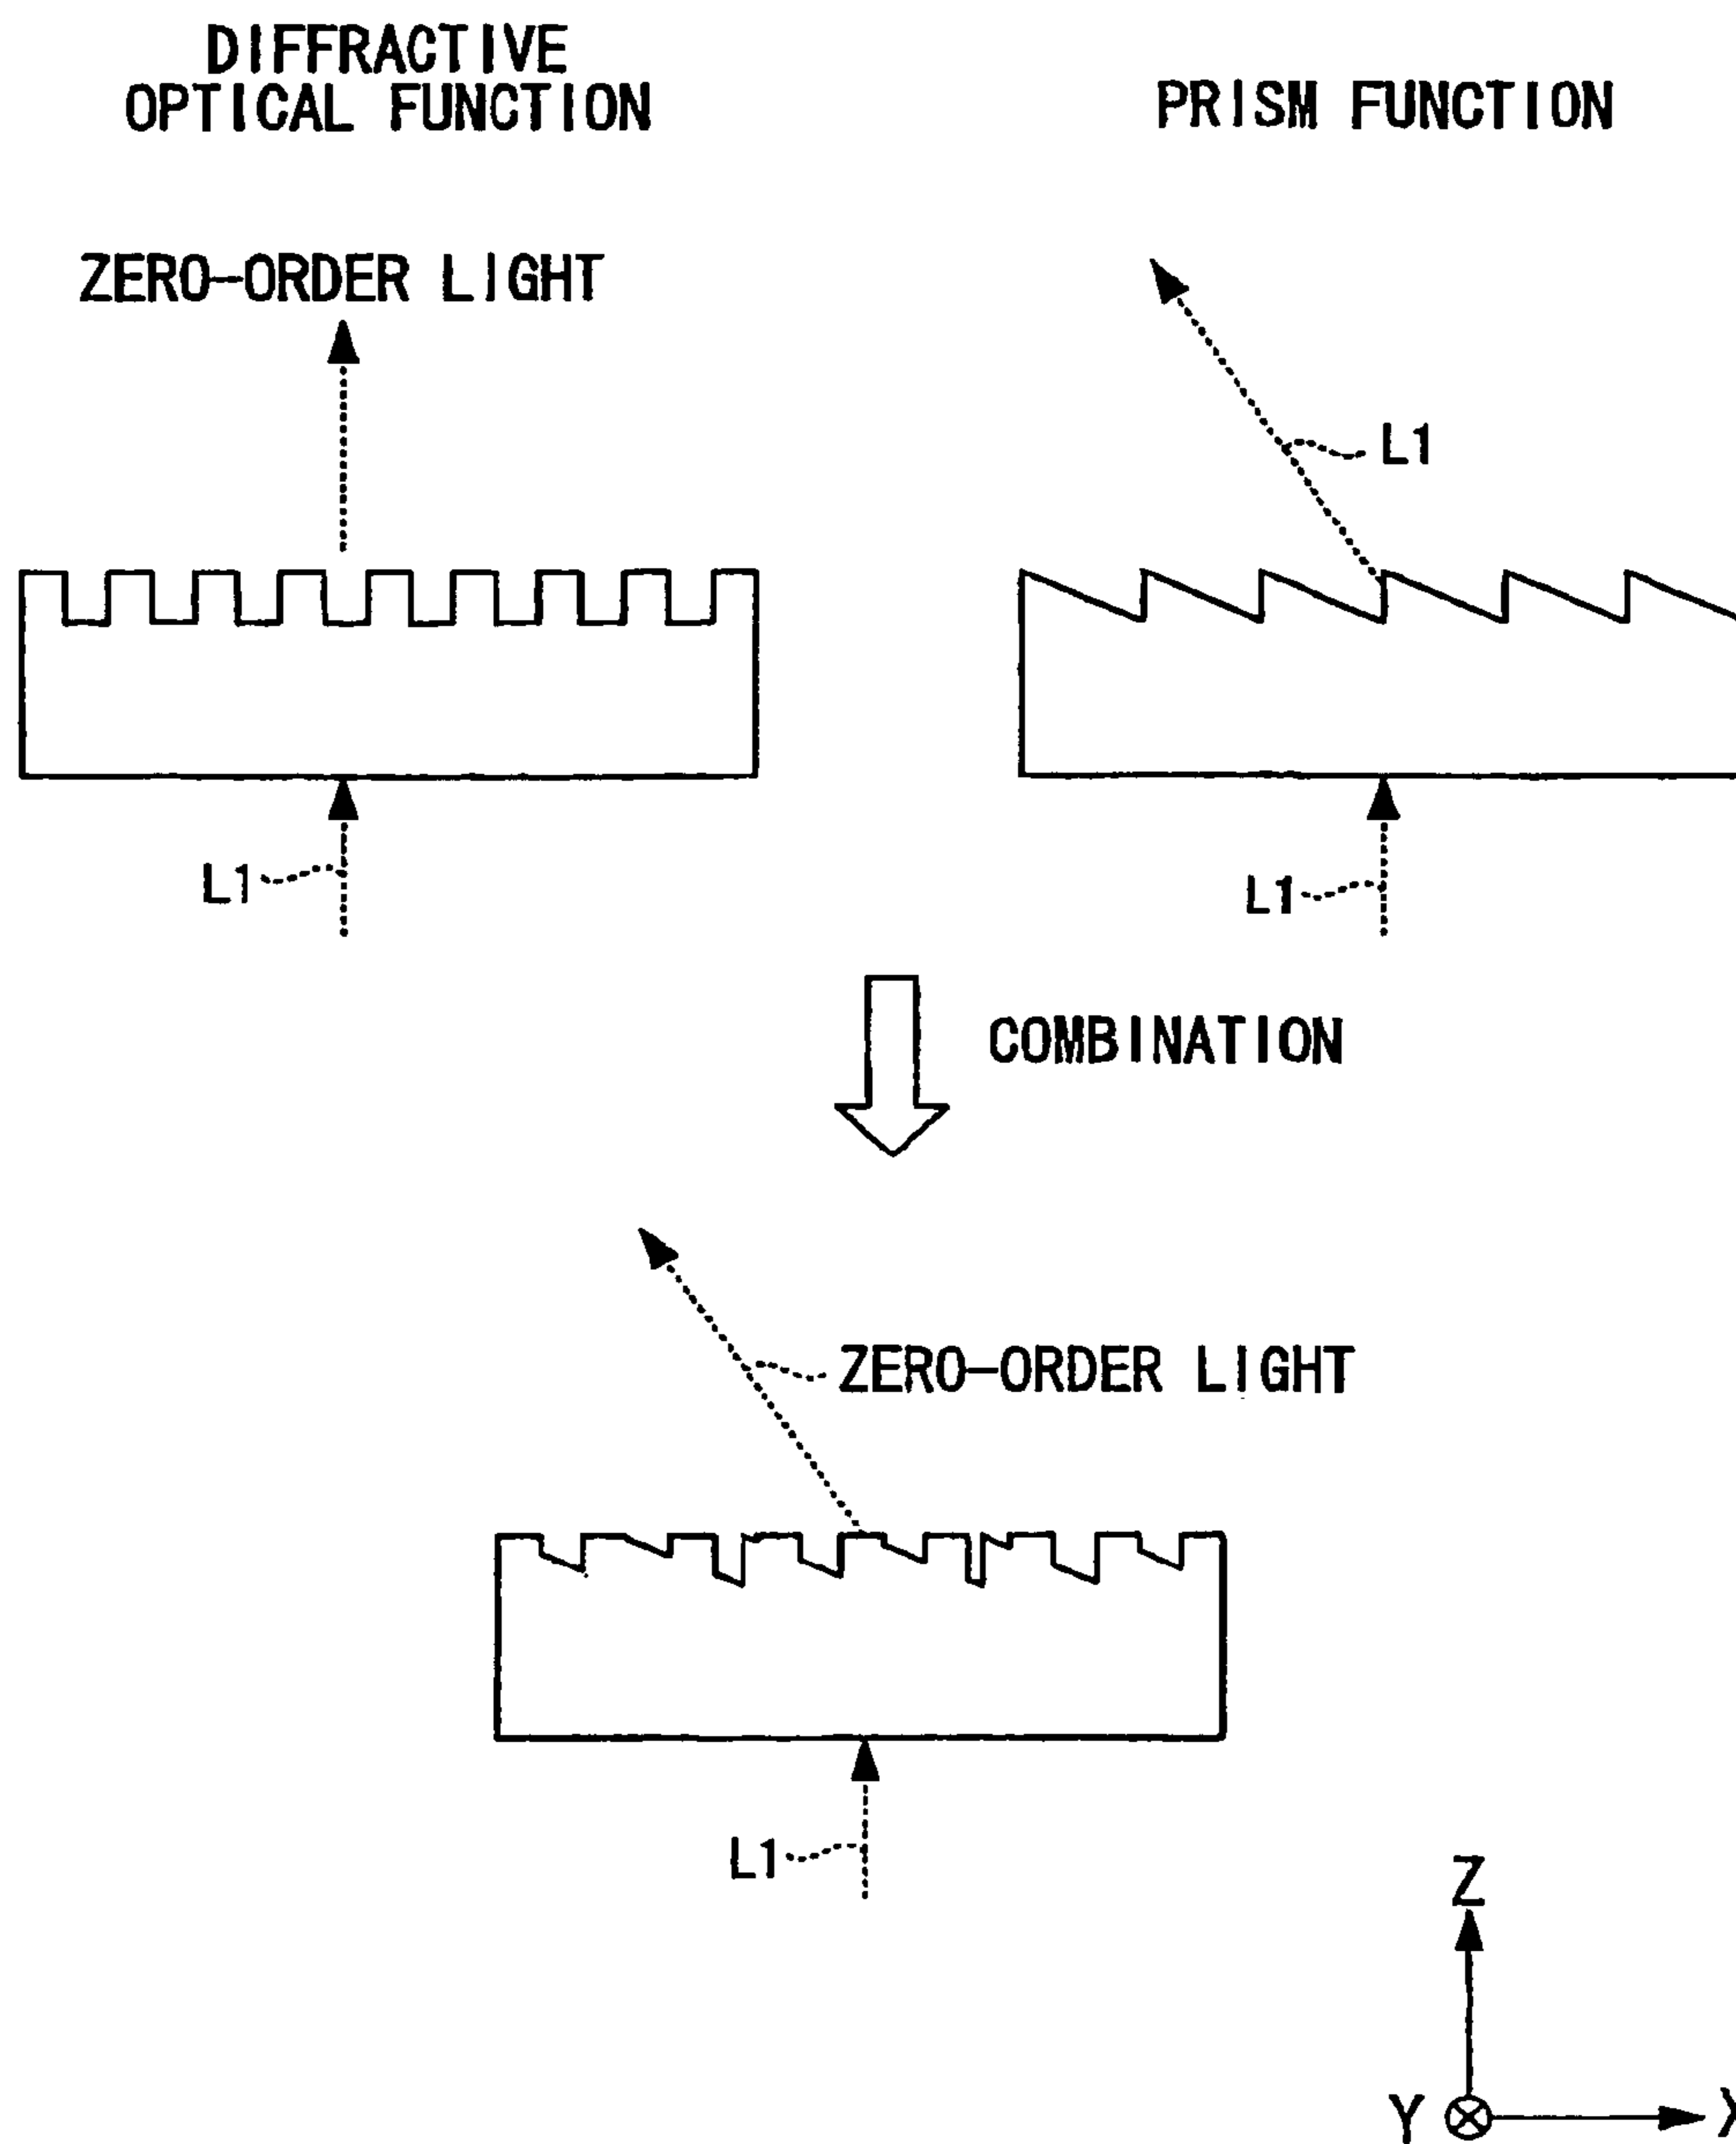 DIFFRACTIVE
OPTICAL FUNCTION
PRISM FUNCTION
ZERO-ORDER LIGHT
L1
L1
L1
COMBINATION
ZERO-ORDER LIGHT
L1
Z
Y
X